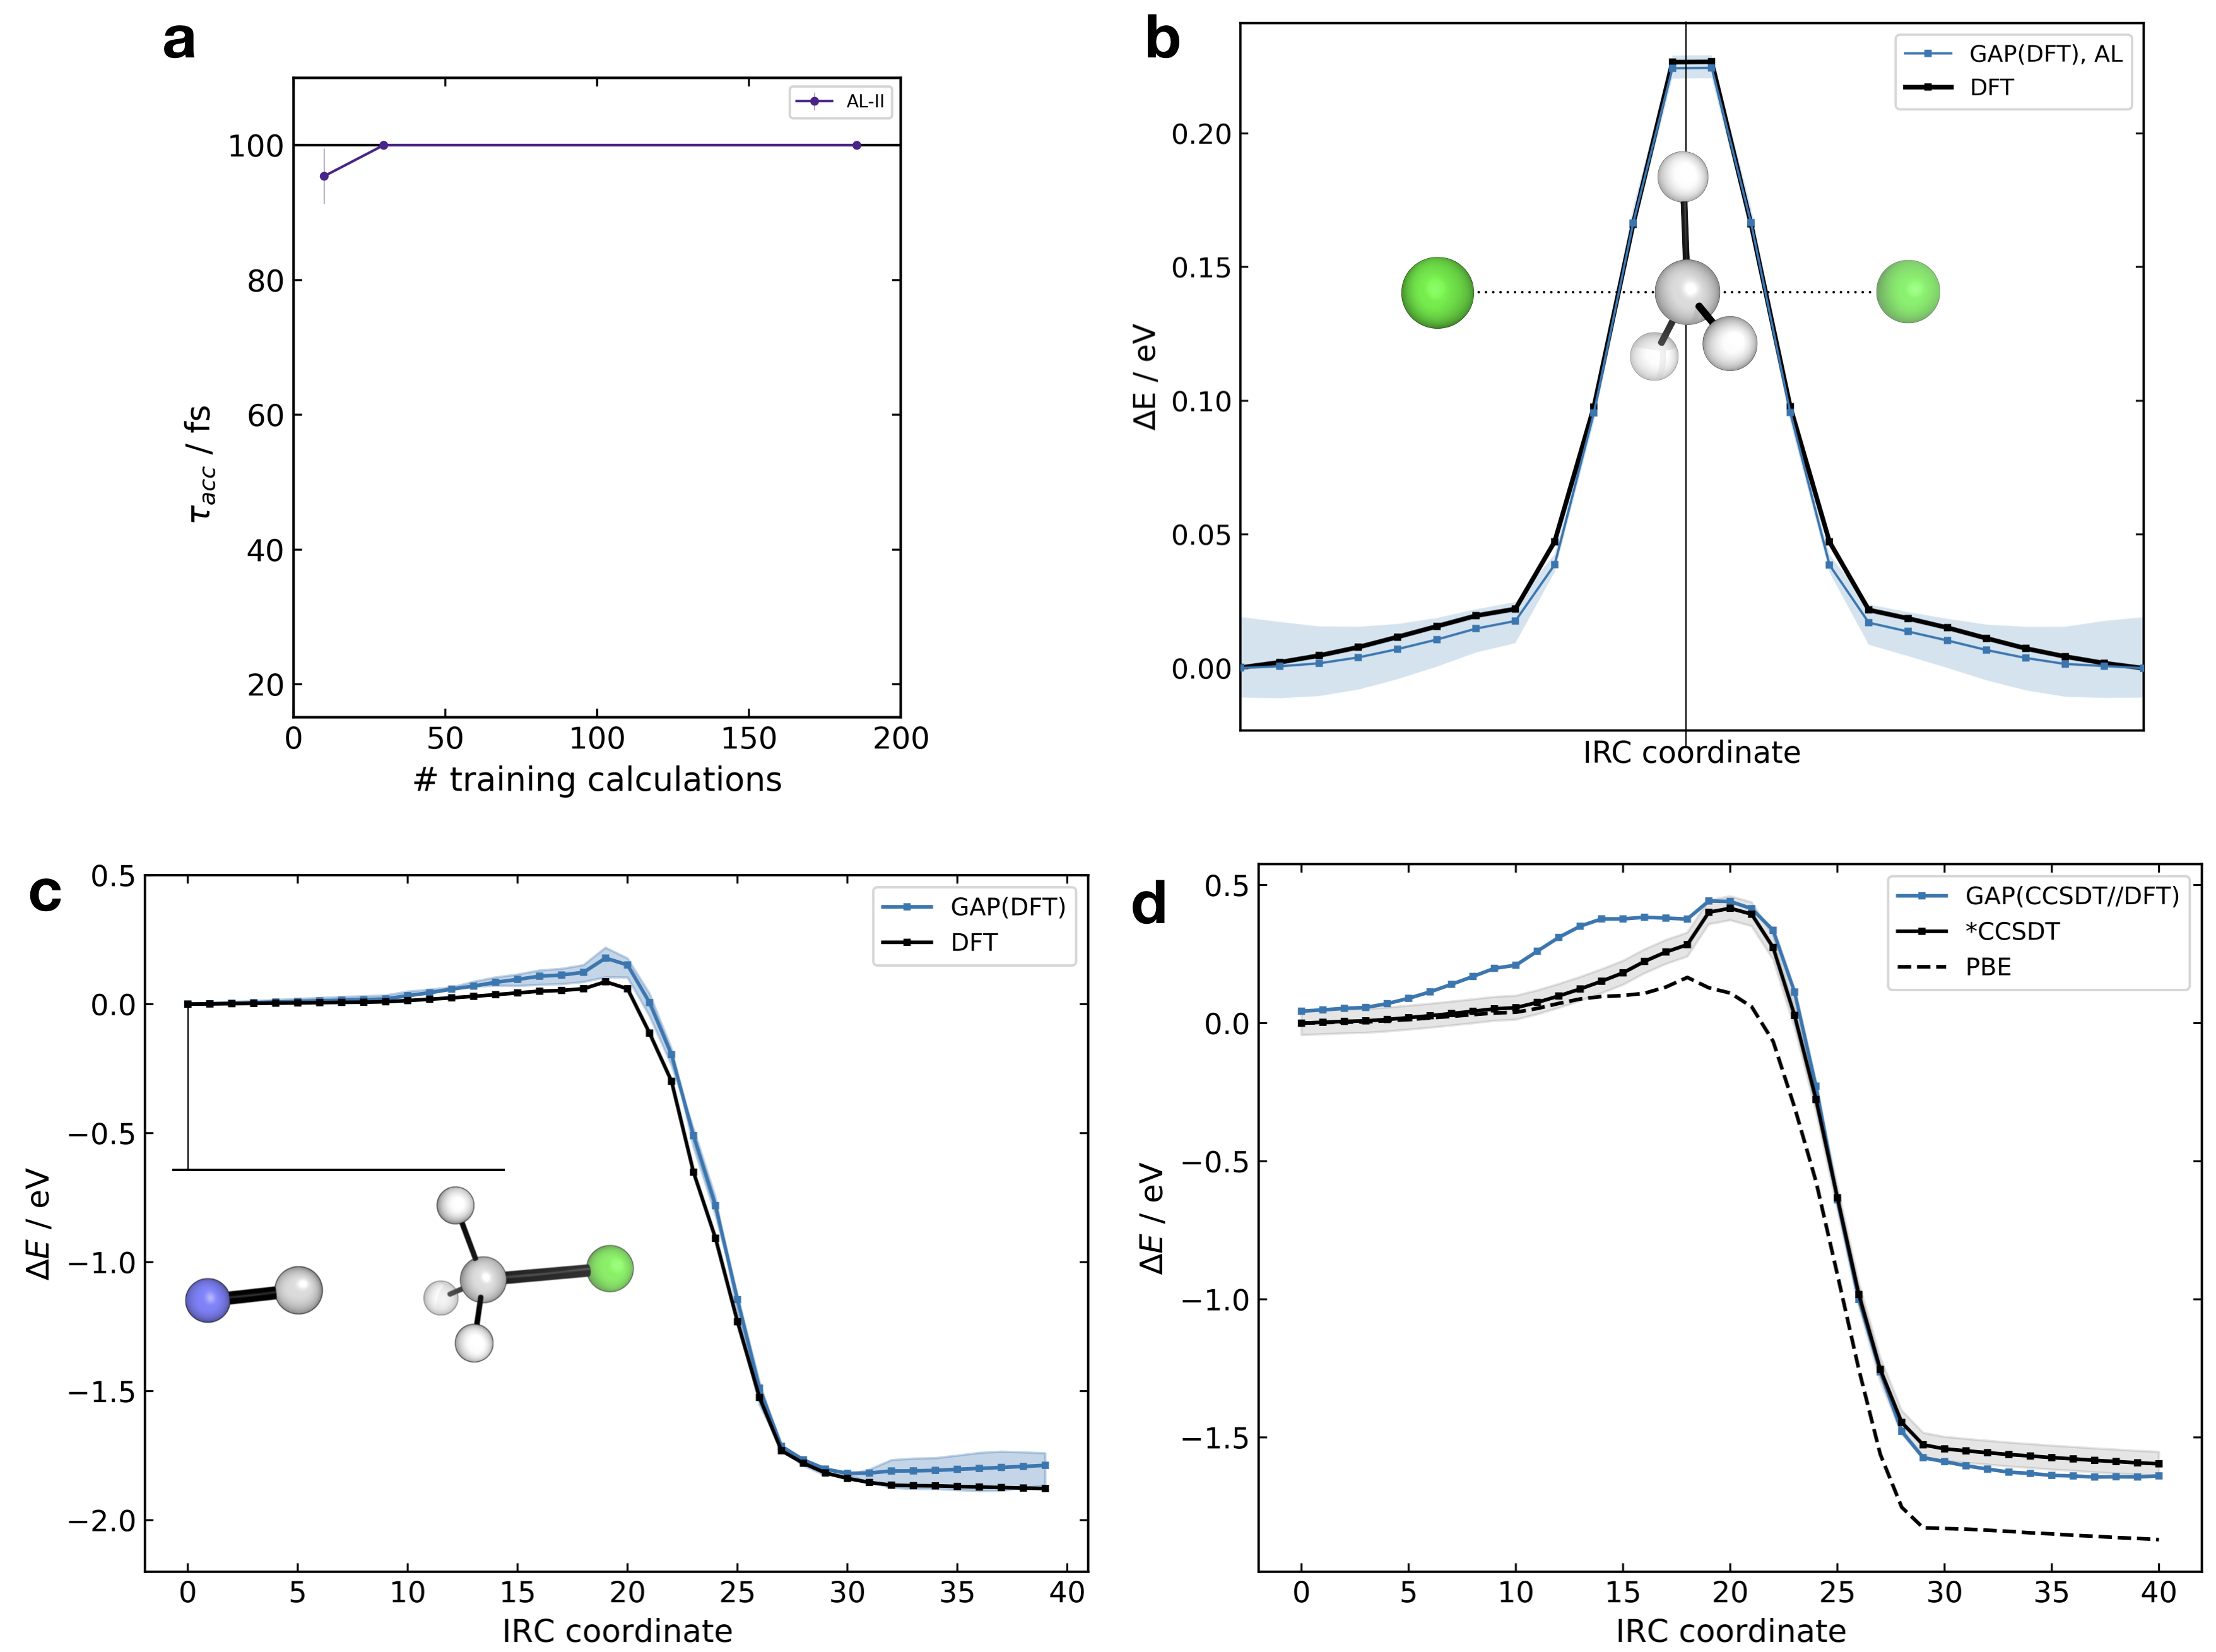 a
AL-II
100
80
60
40
20
τacc / fs
0 50 100 150 200
# training calculations
b
GAP(DFT), AL
DFT
0.20
0.15
0.10
0.05
0.00
ΔE / eV
IRC coordinate
c
GAP(DFT)
DFT
0.5
0.0
−0.5
−1.0
−1.5
−2.0
ΔE / eV
0 5 10 15 20 25 30 35 40
IRC coordinate
d
GAP(CCSDT//DFT)
*CCSDT
PBE
0.5
0.0
−0.5
−1.0
−1.5
ΔE / eV
0 5 10 15 20 25 30 35 40
IRC coordinate